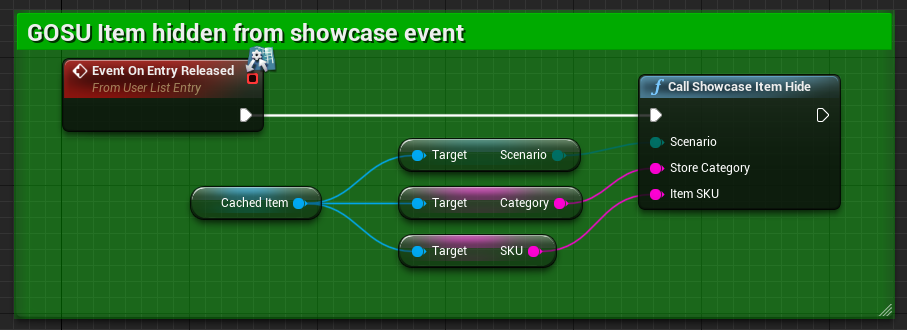 GOSU Item hidden from showcase event
Event On Entry Released
From User List Entry
f Call Showcase Item Hide
Target Scenario
Scenario
Store Category
Cached Item
Target Category
Item SKU
Target SKU